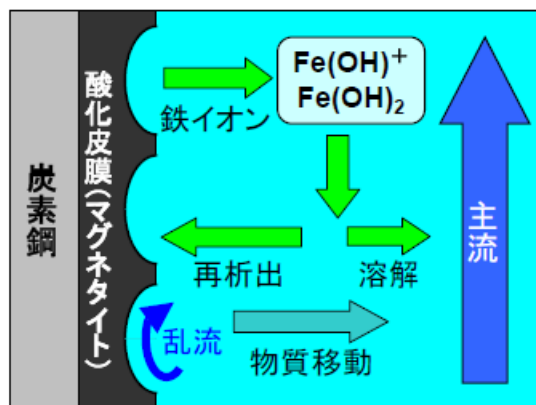 炭素鋼
酸化皮膜(マグネタイト)
鉄イオン
Fe(OH)⁺
Fe(OH)₂
再析出
溶解
乱流
物質移動
主流